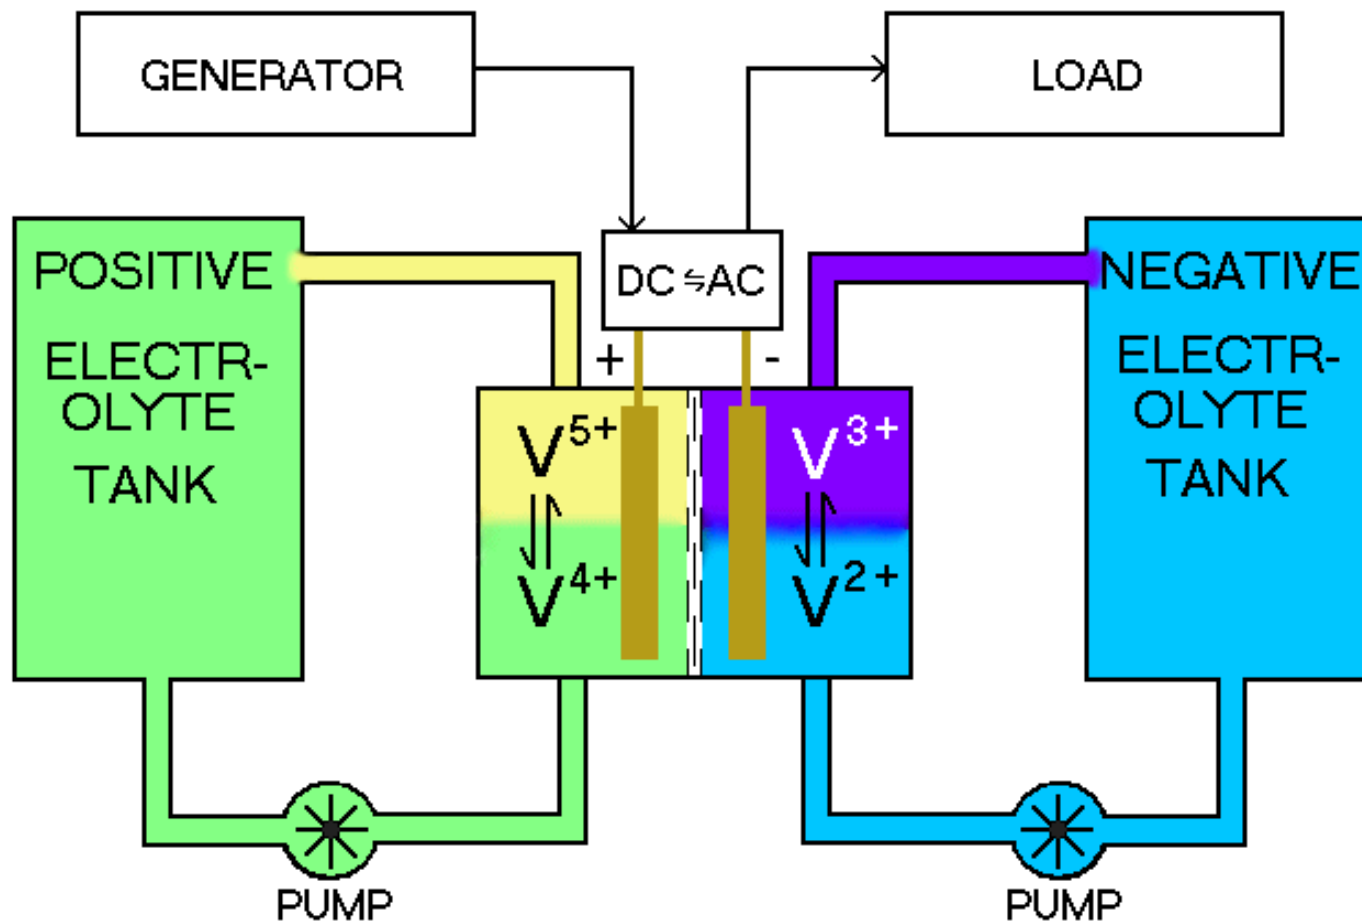 GENERATOR
LOAD
DC ⇋ AC
POSITIVE
ELECTR-
OLYTE
TANK
+
-
NEGATIVE
ELECTR-
OLYTE
TANK
V5+
V4+
V3+
V2+
PUMP
PUMP